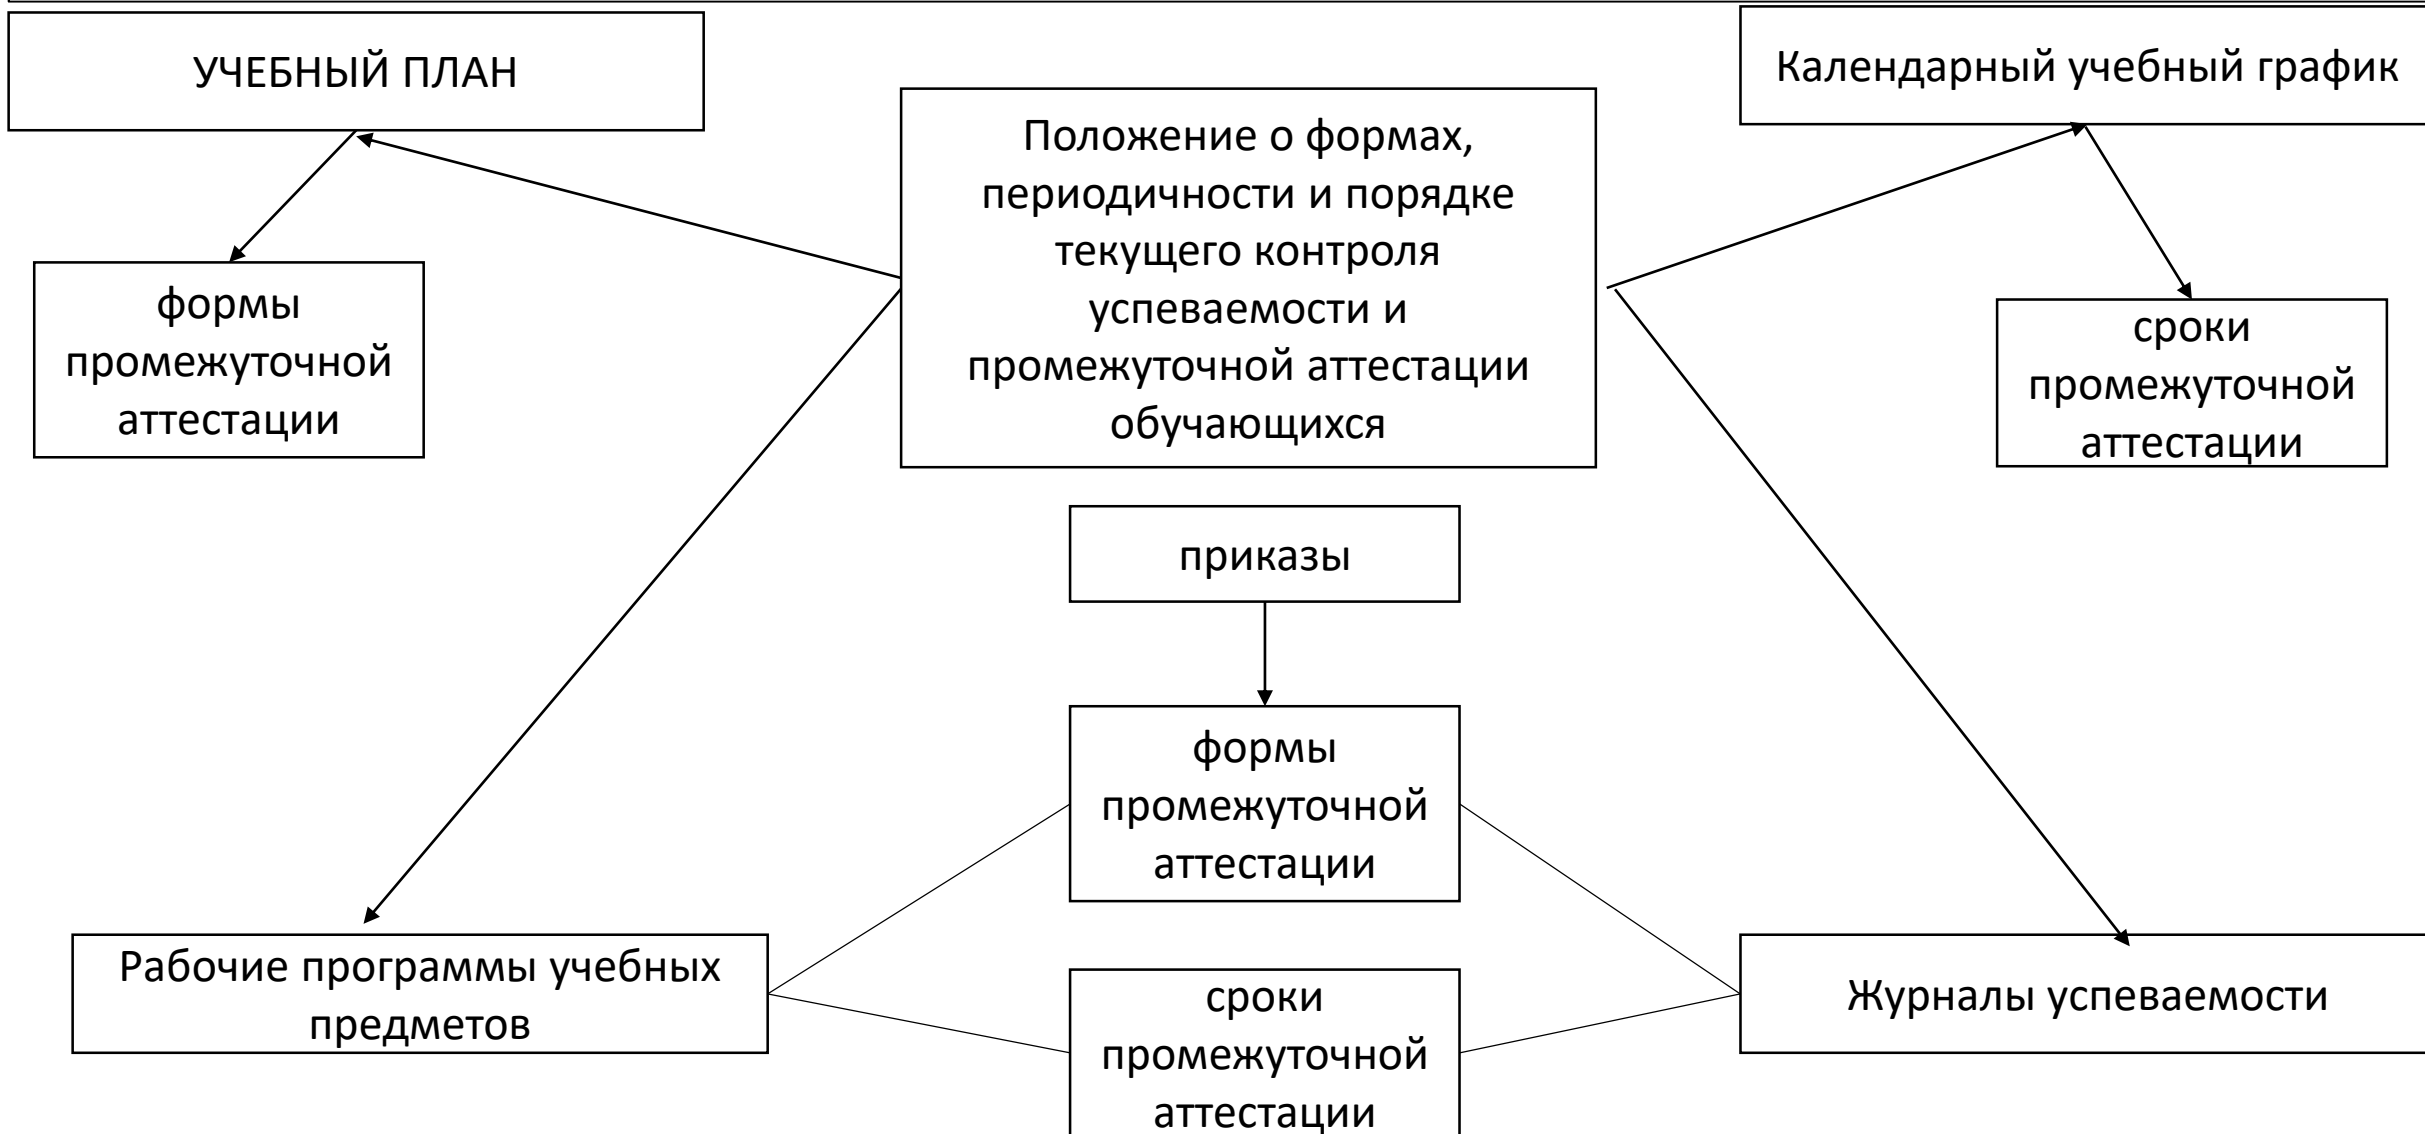 УЧЕБНЫЙ ПЛАН
Календарный учебный график
Положение о формах,
периодичности и порядке
текущего контроля
успеваемости и
промежуточной аттестации
обучающихся
формы
промежуточной
аттестации
сроки
промежуточной
аттестации
приказы
формы
промежуточной
аттестации
Рабочие программы учебных
предметов
сроки
промежуточной
аттестации
Журналы успеваемости